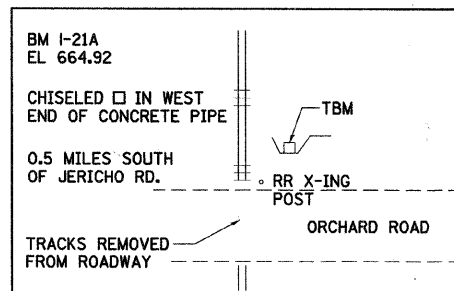 BM I-21A
EL 664.92
CHISELED □ IN WEST
END OF CONCRETE PIPE
0.5 MILES SOUTH
OF JERICHO RD.
TBM
RR X-ING
POST
ORCHARD ROAD
TRACKS REMOVED
FROM ROADWAY